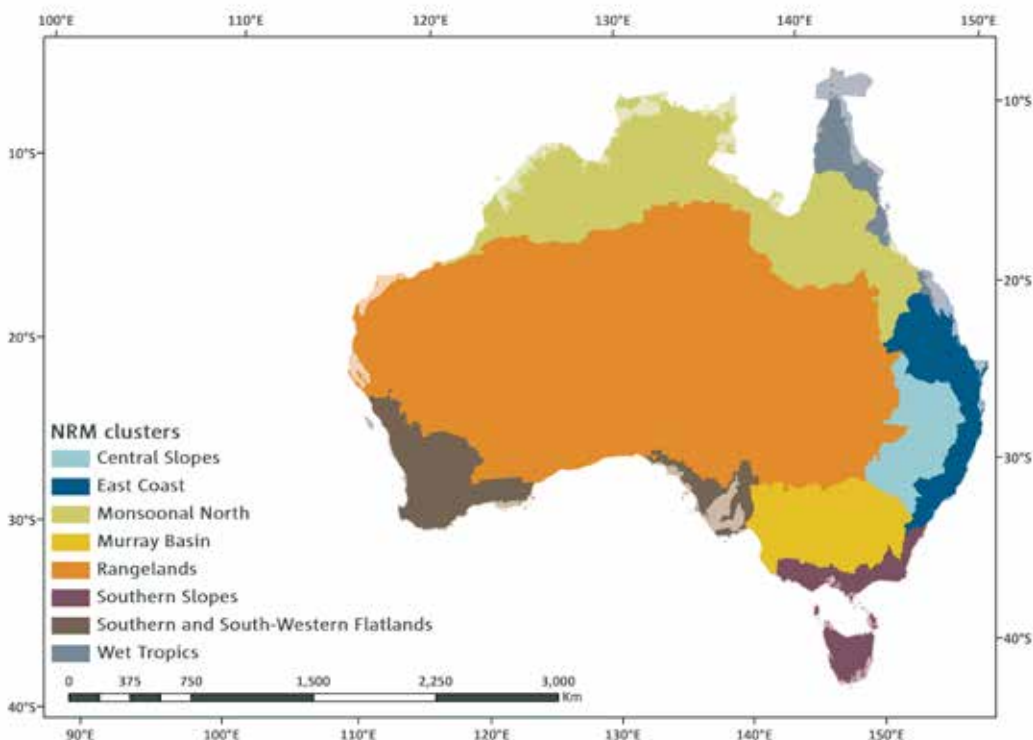 100°E 110°E 120°E 130°E 140°E 150°E
10°S
10°S
20°S
20°S
30°S
30°S
40°S
40°S
NRM clusters
Central Slopes
East Coast
Monsoonal North
Murray Basin
Rangelands
Southern Slopes
Southern and South-Western Flatlands
Wet Tropics
0 375 750 1,500 2,250 3,000
Km
90°E 100°E 110°E 120°E 130°E 140°E 150°E